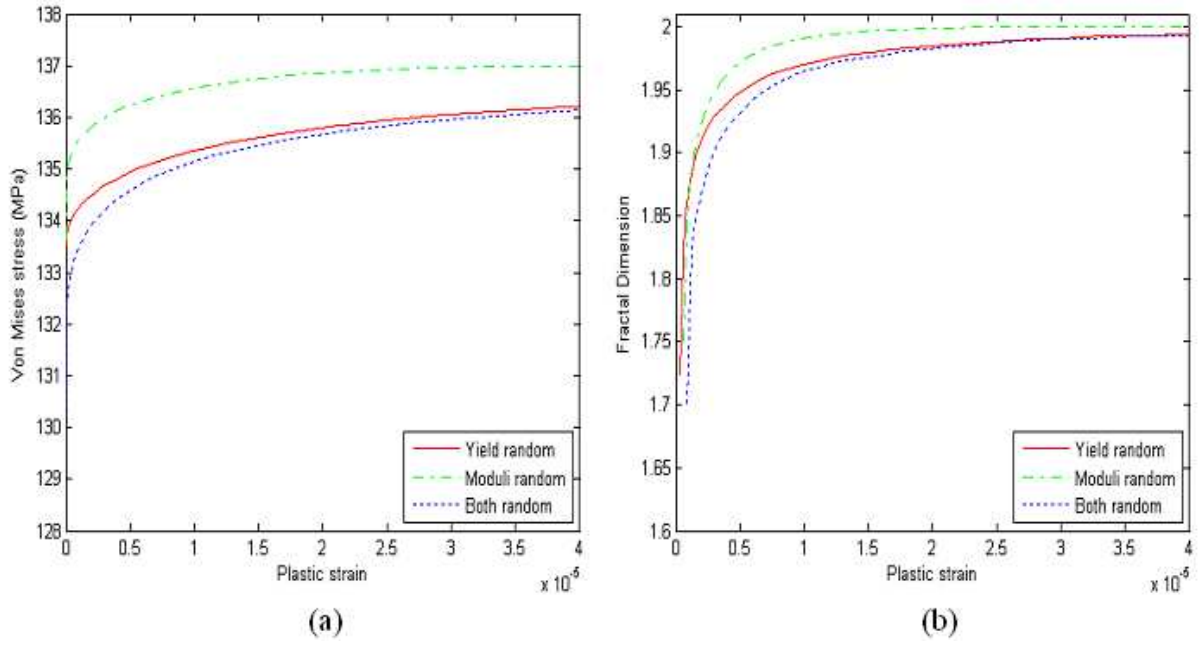 138
137
136
135
134
133
132
131
130
129
128
Von Mises stress (MPa)
Yield random
Moduli random
Both random
0 0.5 1 1.5 2 2.5 3 3.5 4
Plastic strain
x 10⁻⁵
(a)
2
1.95
1.9
1.85
1.8
1.75
1.7
1.65
1.6
Fractal Dimension
Yield random
Moduli random
Both random
0 0.5 1 1.5 2 2.5 3 3.5 4
Plastic strain
x 10⁻⁵
(b)